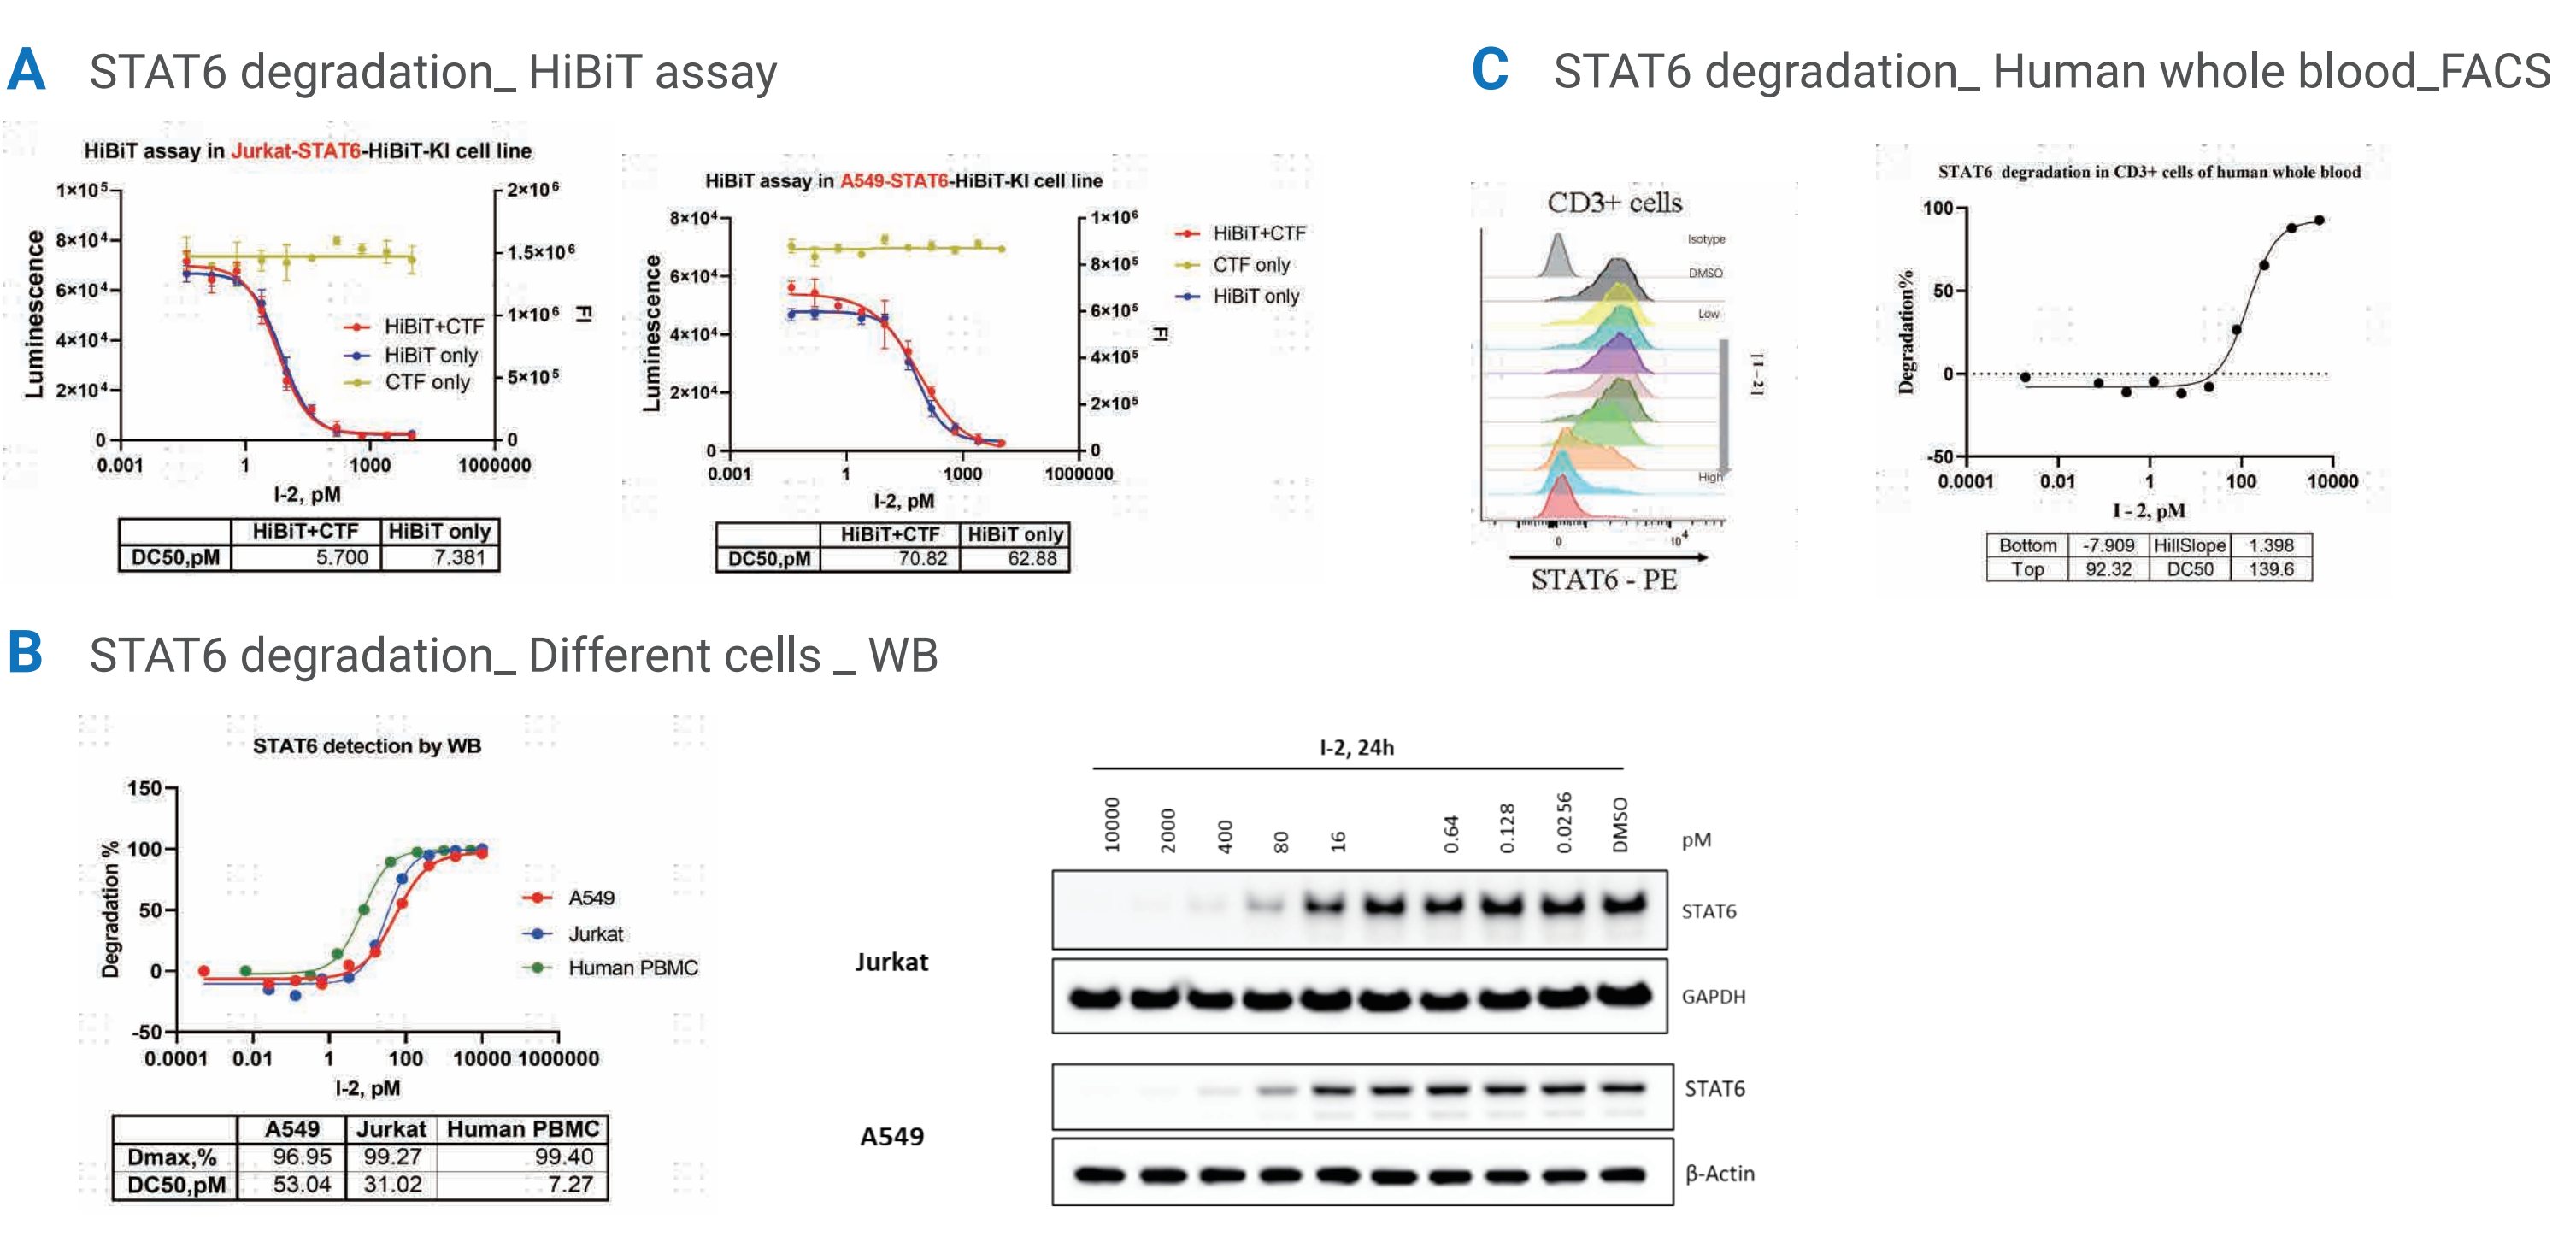 A STAT6 degradation_ HiBiT assay
HiBiT assay in Jurkat-STAT6-HiBiT-KI cell line
1×10⁵
8×10⁴
6×10⁴
4×10⁴
2×10⁴
0
Luminescence
2×10⁶
1.5×10⁶
1×10⁶
5×10⁵
0
FI
HiBiT+CTF
HiBiT only
CTF only
0.001 1 1000 1000000
I-2, pM
HiBiT+CTF HiBiT only
DC50,pM 5.700 7.381
HiBiT assay in A549-STAT6-HiBiT-KI cell line
8×10⁴
6×10⁴
4×10⁴
2×10⁴
0
Luminescence
1×10⁶
8×10⁵
6×10⁵
4×10⁵
2×10⁵
0
FI
HiBiT+CTF
CTF only
HiBiT only
0.001 1 1000 1000000
I-2, pM
HiBiT+CTF HiBiT only
DC50,pM 70.82 62.88
C STAT6 degradation_ Human whole blood_FACS
CD3+ cells
Isotype
DMSO
Low
High
[I-2]
0 10⁴
STAT6 - PE
STAT6 degradation in CD3+ cells of human whole blood
100
50
0
-50
Degradation%
0.0001 0.01 1 100 10000
I - 2, pM
Bottom -7.909 HillSlope 1.398
Top 92.32 DC50 139.6
B STAT6 degradation_ Different cells _ WB
STAT6 detection by WB
150
100
50
0
-50
Degradation %
A549
Jurkat
Human PBMC
0.0001 0.01 1 100 10000 1000000
I-2, pM
A549 Jurkat Human PBMC
Dmax,% 96.95 99.27 99.40
DC50,pM 53.04 31.02 7.27
I-2, 24h
10000 2000 400 80 16 0.64 0.128 0.0256 DMSO pM
Jurkat
STAT6
GAPDH
A549
STAT6
β-Actin